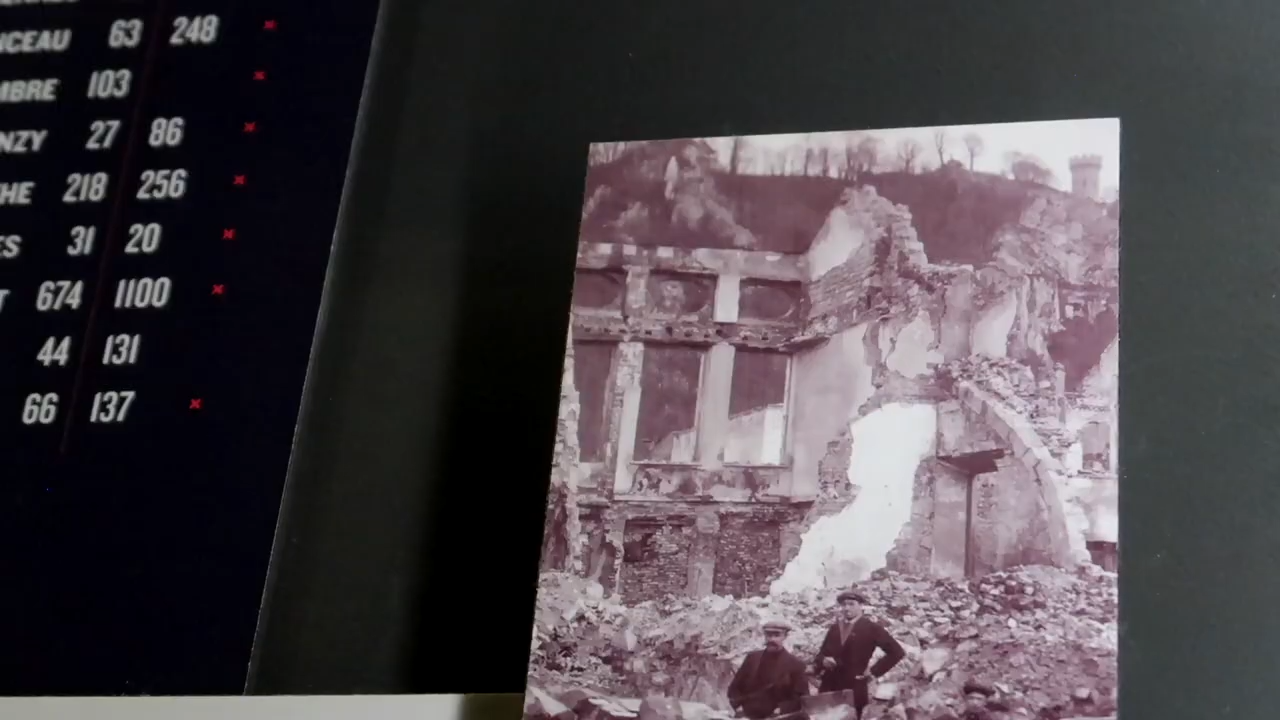 NCEAU 63 248
MBRE 103
NZY 27 86
HE 218 256
ES 31 20
T 674 1100
44 131
66 137